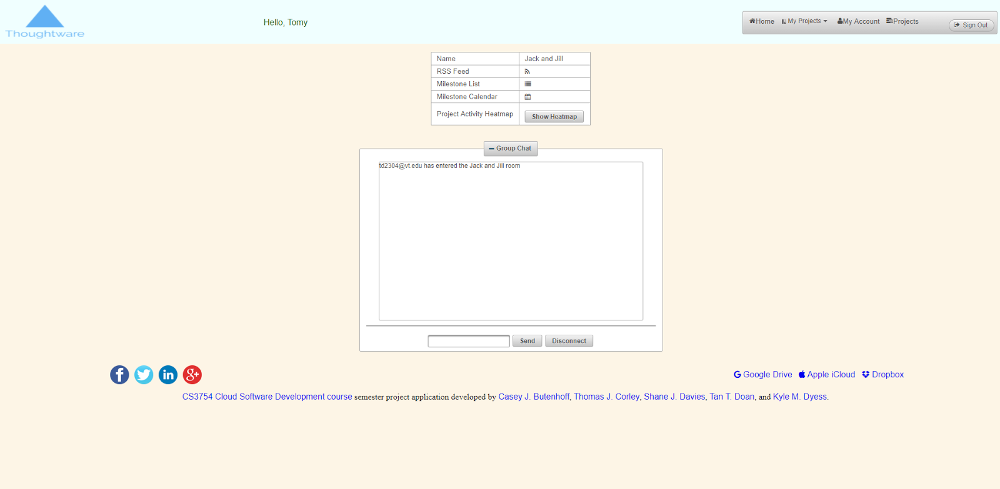 Thoughtware
Hello, Tomy
Home My Projects My Account Projects Sign Out
Name Jack and Jill
RSS Feed
Milestone List
Milestone Calendar
Project Activity Heatmap Show Heatmap
Group Chat
td2304@vt.edu has entered the Jack and Jill room
Send Disconnect
f in g+ Google Drive Apple iCloud Dropbox
CS3754 Cloud Software Development course semester project application developed by Casey J. Butenhoff, Thomas J. Corley, Shane J. Davies, Tan T. Doan, and Kyle M. Dyess.